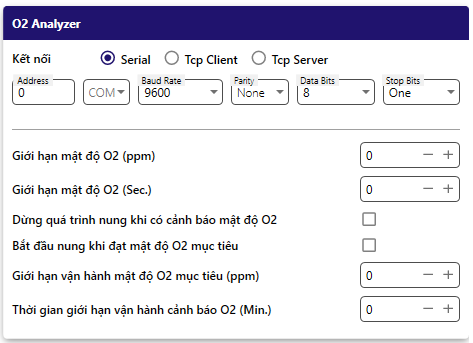 O2 Analyzer
Kết nối Serial Tcp Client Tcp Server
Address Baud Rate Parity Data Bits Stop Bits
0 COM 9600 None 8 One
Giới hạn mật độ O2 (ppm) 0
Giới hạn mật độ O2 (Sec.) 0
Dừng quá trình nung khi có cảnh báo mật độ O2
Bắt đầu nung khi đạt mật độ O2 mục tiêu
Giới hạn vận hành mật độ O2 mục tiêu (ppm) 0
Thời gian giới hạn vận hành cảnh báo O2 (Min.) 0